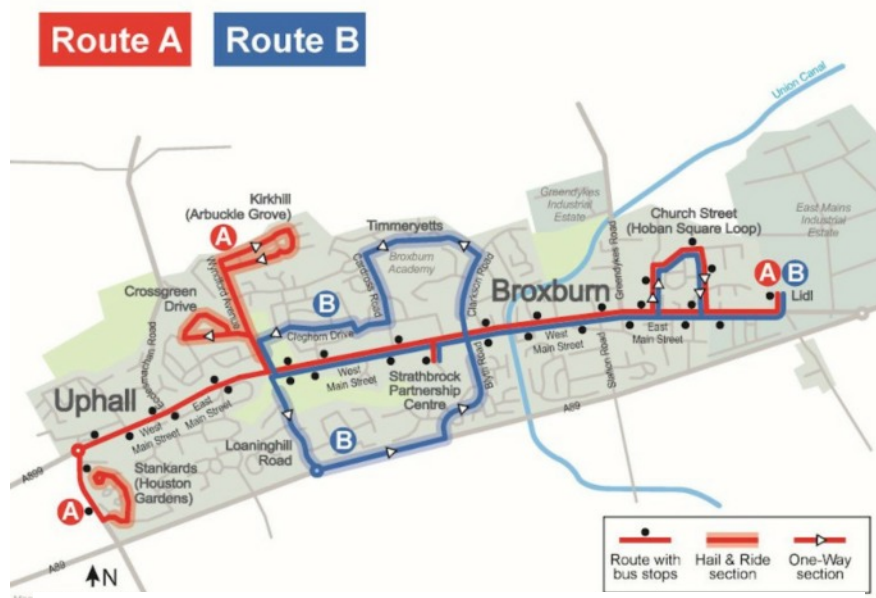 Route A
Route B
Union Canal
Kirkhill
(Arbuckle Grove)
A
Timmeryetts
Greendykes
Industrial
Estate
Church Street
(Hoban Square Loop)
East Mains
Industrial
Estate
Wyndford Avenue
Cardross Road
Broxburn
Academy
Clarkson Road
Greendykes Road
Crossgreen
Drive
B
Cleghorn Drive
Broxburn
A
B
Lidl
Ecclesmachan Road
West
Main Street
East
Main Street
Uphall
West
Main Street
East
Main Street
West
Main Street
Strathbrock
Partnership
Centre
Blyth Road
Station Road
A89
Loaninghill
Road
B
A899
Stankards
(Houston
Gardens)
A
A89
N
Route with
bus stops
Hail & Ride
section
One-Way
section